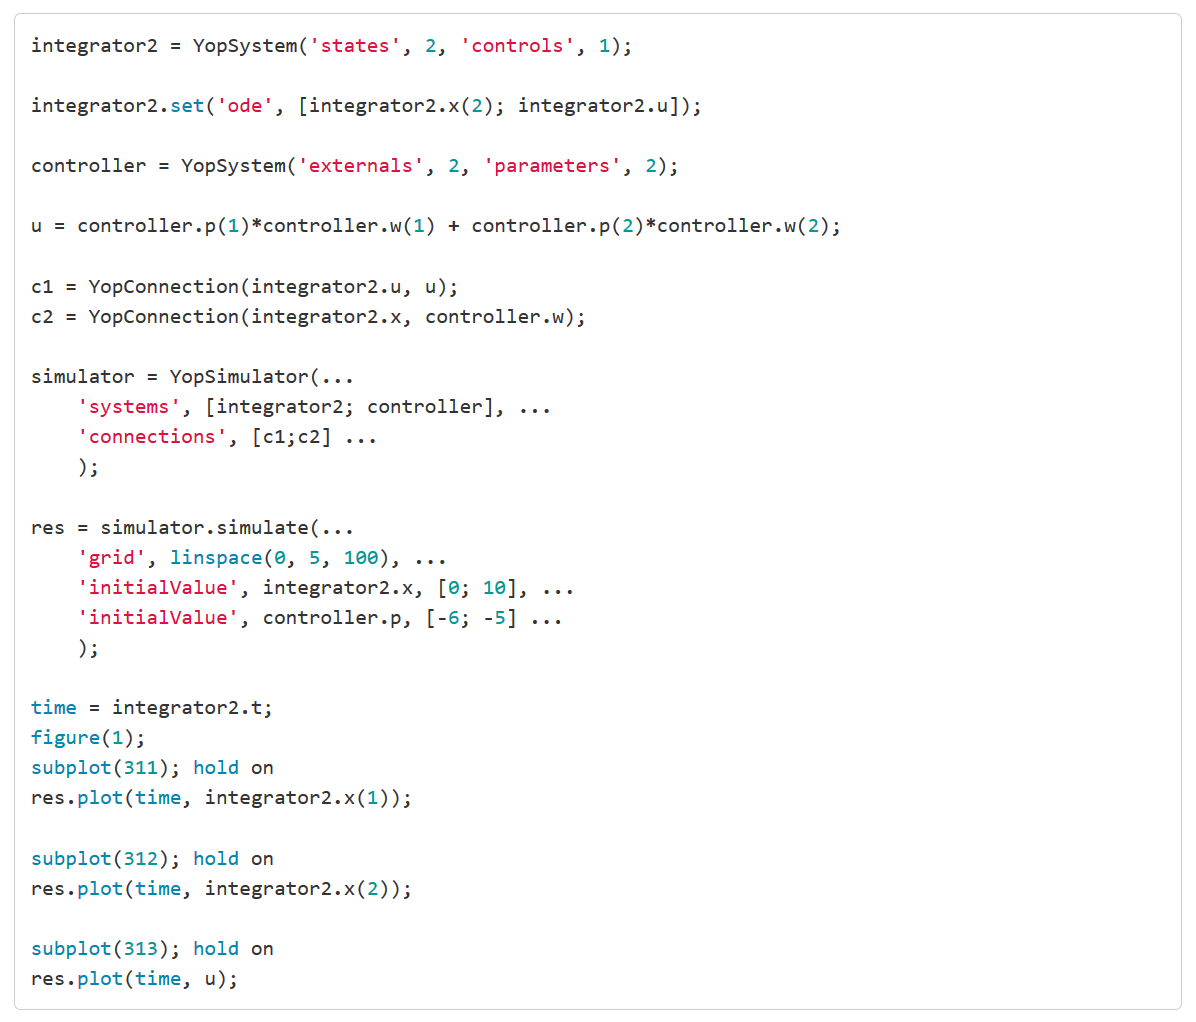 integrator2 = YopSystem('states', 2, 'controls', 1);
integrator2.set('ode', [integrator2.x(2); integrator2.u]);
controller = YopSystem('externals', 2, 'parameters', 2);
u = controller.p(1)*controller.w(1) + controller.p(2)*controller.w(2);
c1 = YopConnection(integrator2.u, u);
c2 = YopConnection(integrator2.x, controller.w);
simulator = YopSimulator(...
    'systems', [integrator2; controller], ...
    'connections', [c1;c2] ...
    );
res = simulator.simulate(...
    'grid', linspace(0, 5, 100), ...
    'initialValue', integrator2.x, [0; 10], ...
    'initialValue', controller.p, [-6; -5] ...
    );
time = integrator2.t;
figure(1);
subplot(311); hold on
res.plot(time, integrator2.x(1));
subplot(312); hold on
res.plot(time, integrator2.x(2));
subplot(313); hold on
res.plot(time, u);